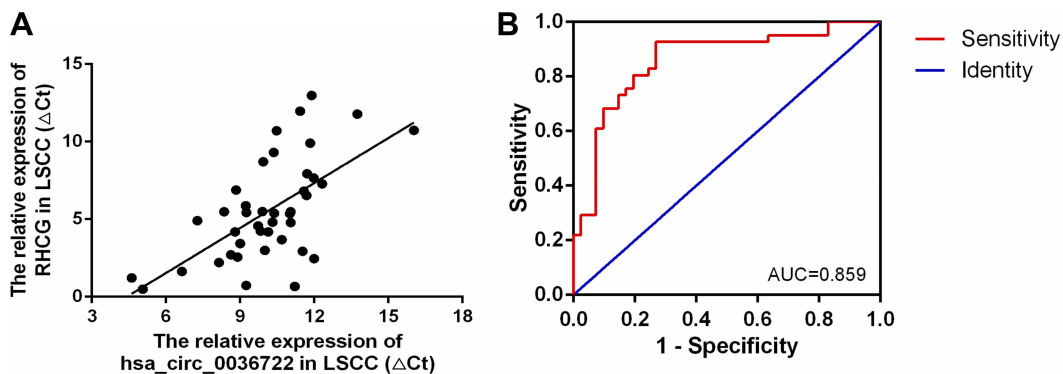 A
The relative expression of
RHCG in LSCC (△Ct)
15
10
5
0
3
6
9
12
15
18
The relative expression of
hsa_circ_0036722 in LSCC (△Ct)
B
Sensitivity
1.0
0.8
0.6
0.4
0.2
0.0
0.0
0.2
0.4
0.6
0.8
1.0
1 - Specificity
AUC=0.859
Sensitivity
Identity